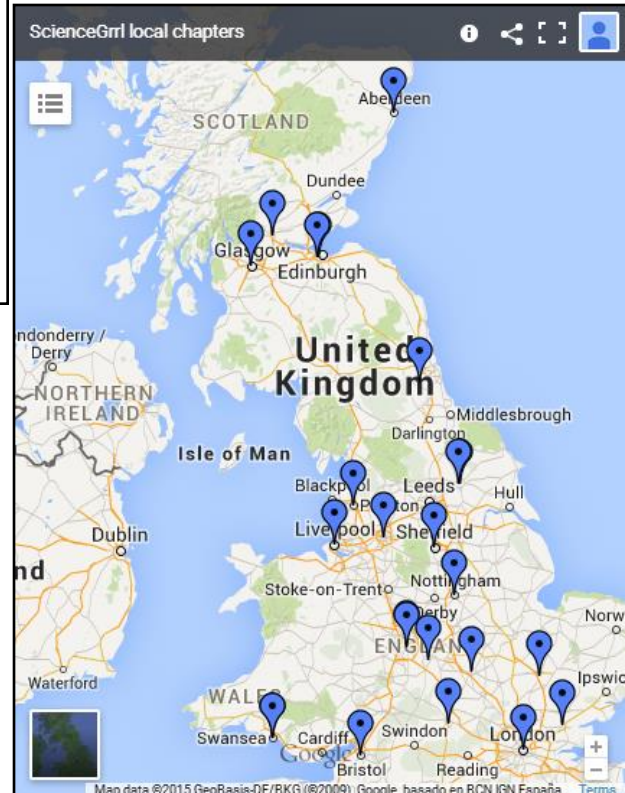 ScienceGrrl local chapters
Aberdeen
SCOTLAND
Dundee
Glasgow
Edinburgh
ndonderry /
Derry
United
Kingdom
NORTHERN
IRELAND
Middlesbrough
Darlington
Isle of Man
Blackpool
Leeds
Hull
Liverpool
Sheffield
Dublin
nd
Nottingham
Stoke-on-Trent
Derby
Norw
ENGLAN
Ipswic
Waterford
WALES
Swansea
Cardiff
Swindon
London
Google
Bristol
Reading
Map data ©2015 GeoBasis-DE/BKG (©2009), Google, basado en BCN IGN España
Terms